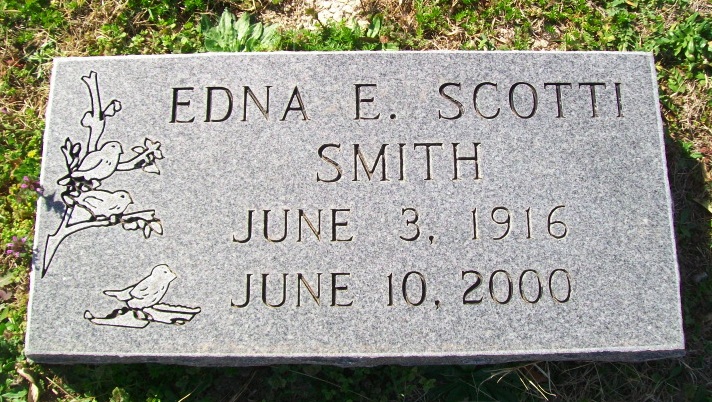 EDNA E. SCOTTI
SMITH
JUNE 3, 1916
JUNE 10, 2000